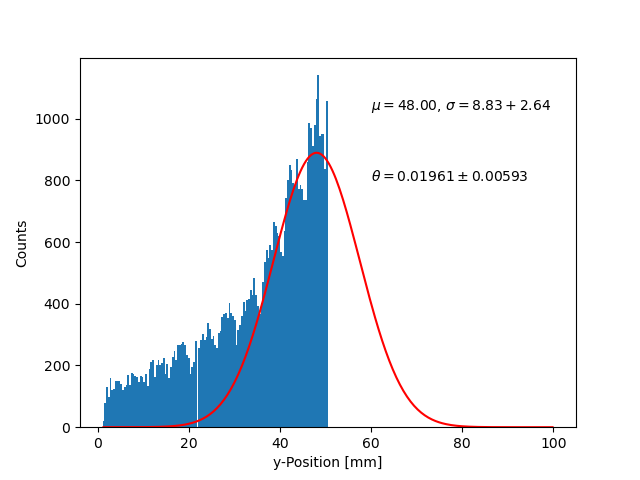 μ = 48.00, σ = 8.83 + 2.64
θ = 0.01961 ± 0.00593
1000
800
600
400
200
0
Counts
0 20 40 60 80 100
y-Position [mm]